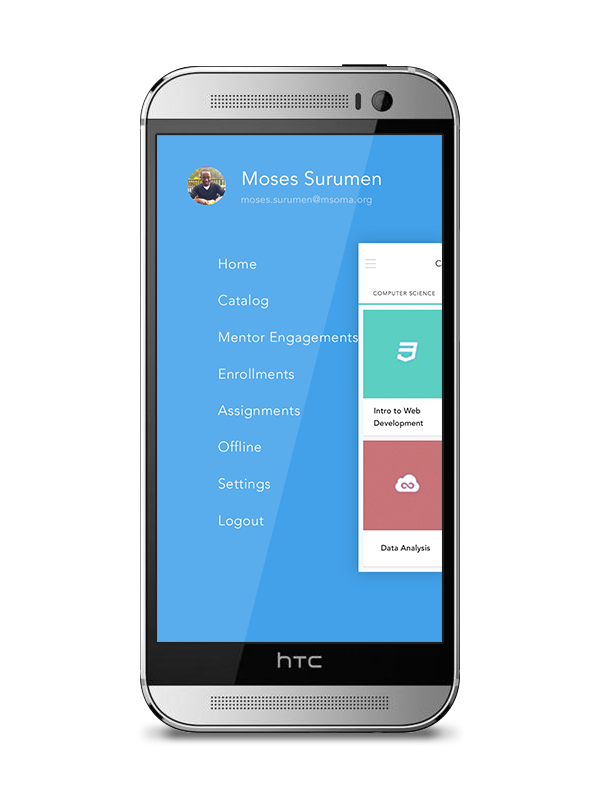 Moses Surumen
moses.surumen@msoma.org
Home
Catalog
Mentor Engagements
Enrollments
Assignments
Offline
Settings
Logout
C
COMPUTER SCIENCE
Intro to Web
Development
Data Analysis
hTC